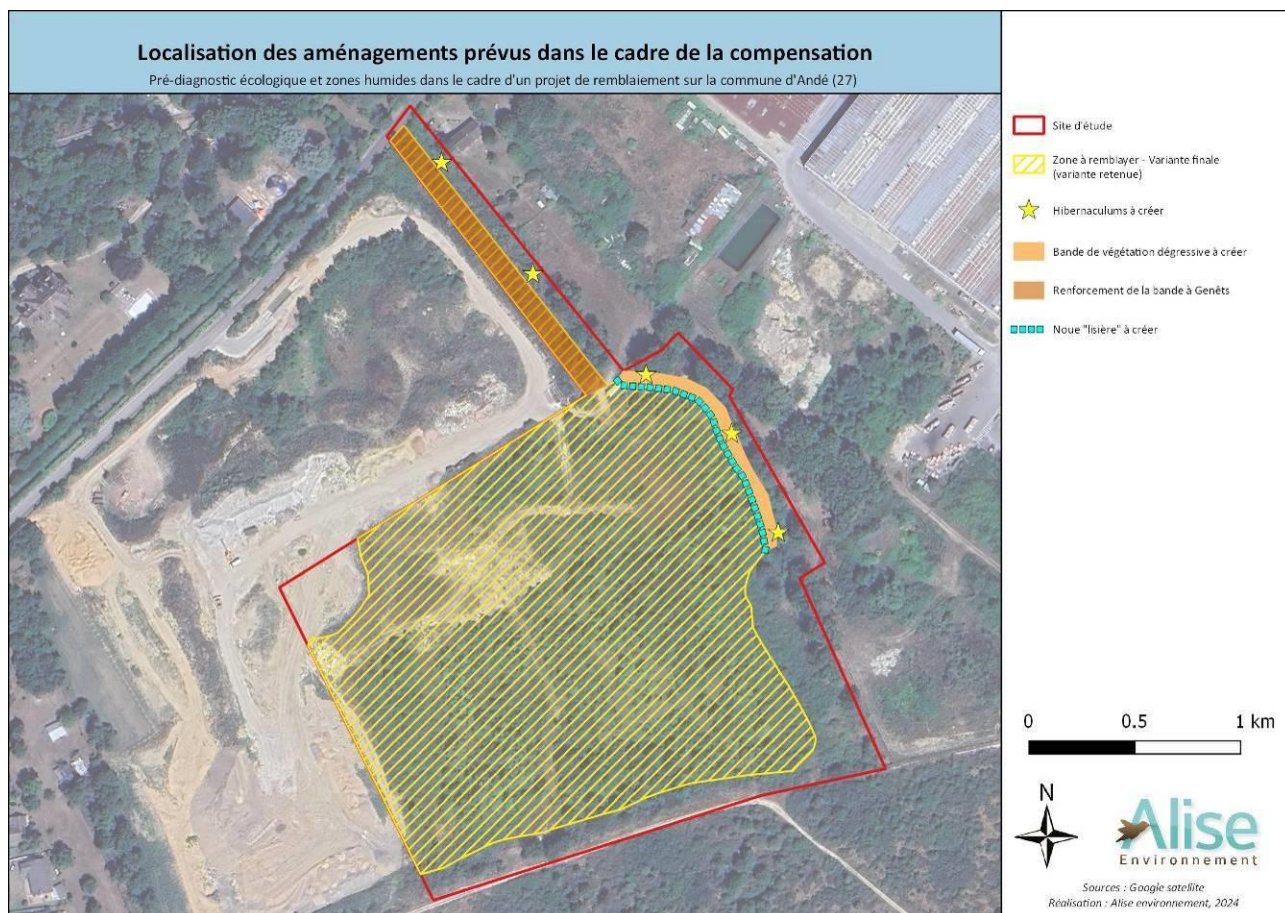 Localisation des aménagements prévus dans le cadre de la compensation
Pré-diagnostic écologique et zones humides dans le cadre d'un projet de remblaiement sur la commune d'Andé (27)
Site d'étude
Zone à remblayer - Variante finale
(variante retenue)
Hibernaculums à créer
Bande de végétation dégressive à créer
Renforcement de la bande à Genêts
Noue "lisière" à créer
0 0.5 1 km
N
Alise
Environnement
Sources : Google satellite
Réalisation : Alise environnement, 2024